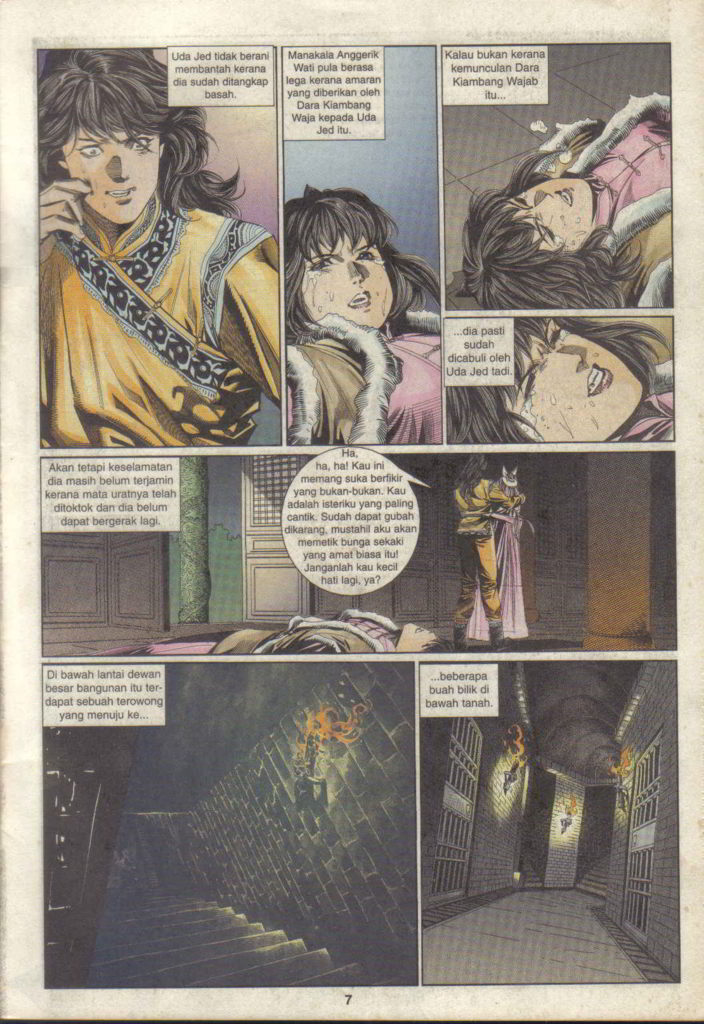 Uda Jed tidak berani
membantah kerana
dia sudah ditangkap
basah.
Manakala Anggerik
Wati pula berasa
lega kerana amaran
yang diberikan oleh
Dara Kiambang
Waja kepada Uda
Jed itu.
Kalau bukan kerana
kemunculan Dara
Kiambang Wajab
itu...
...dia pasti
sudah
dicabuli oleh
Uda Jed tadi.
Akan tetapi keselamatan
dia masih belum terjamin
kerana mata uratnya telah
ditoktok dan dia belum
dapat bergerak lagi.
Ha,
ha, ha! Kau ini
memang suka berfikir
yang bukan-bukan. Kau
adalah isteriku yang paling
cantik. Sudah dapat gubah
dikarang, mustahil aku akan
memetik bunga sekaki
yang amat biasa itu!
Janganlah kau kecil
hati lagi, ya?
Di bawah lantai dewan
besar bangunan itu ter-
dapat sebuah terowong
yang menuju ke...
...beberapa
buah bilik di
bawah tanah.
7